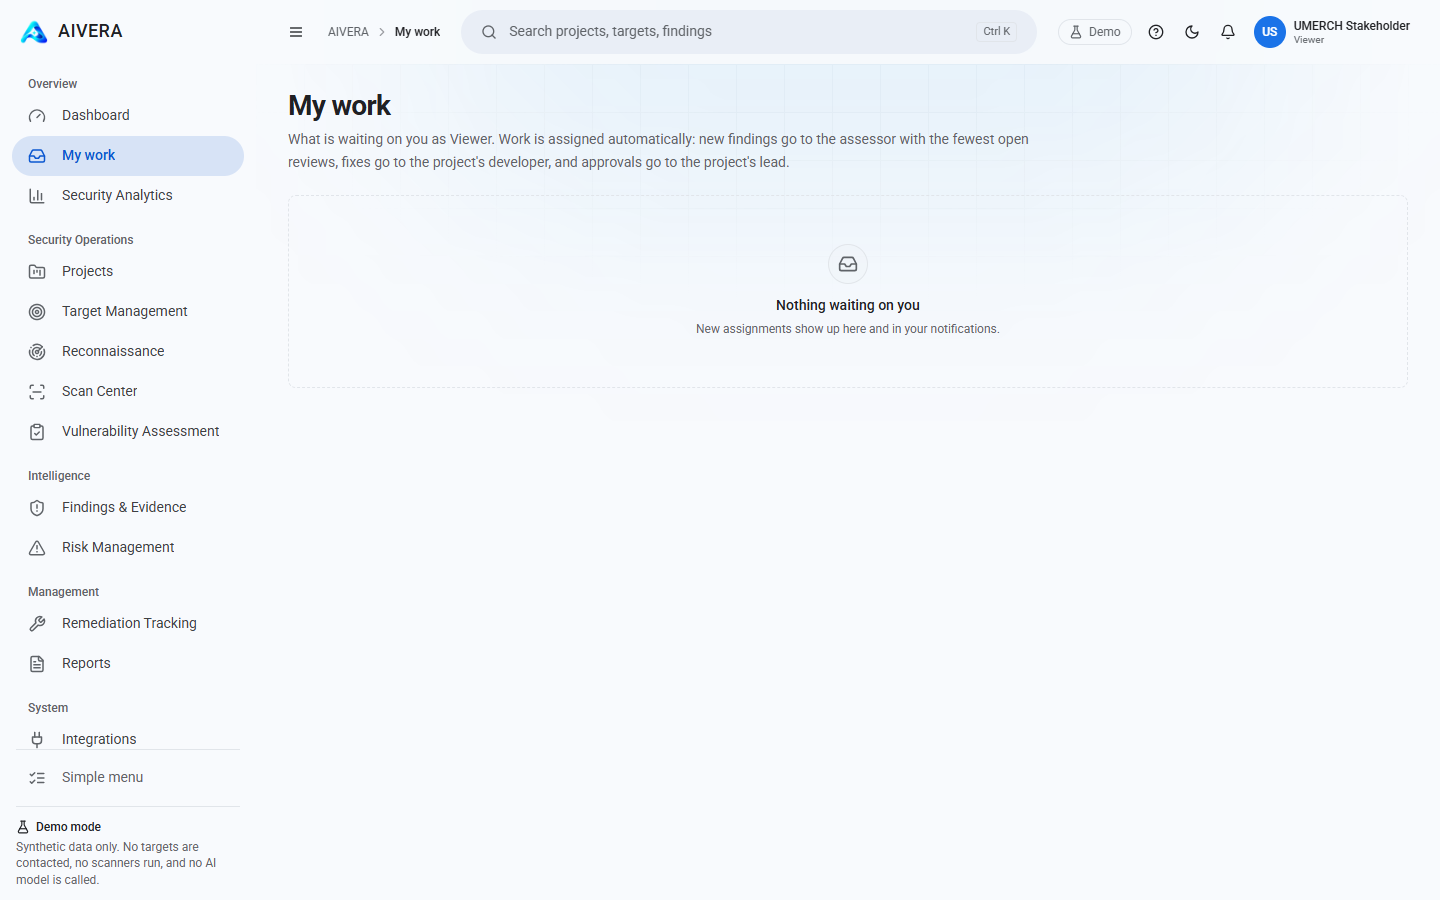 AIVERA
AIVERA > My work
Search projects, targets, findings
Ctrl K
Demo
US
UMERCH Stakeholder
Viewer
Overview
Dashboard
My work
Security Analytics
Security Operations
Projects
Target Management
Reconnaissance
Scan Center
Vulnerability Assessment
Intelligence
Findings & Evidence
Risk Management
Management
Remediation Tracking
Reports
System
Integrations
Simple menu
Demo mode
Synthetic data only. No targets are
contacted, no scanners run, and no AI
model is called.
My work
What is waiting on you as Viewer. Work is assigned automatically: new findings go to the assessor with the fewest open
reviews, fixes go to the project's developer, and approvals go to the project's lead.
Nothing waiting on you
New assignments show up here and in your notifications.